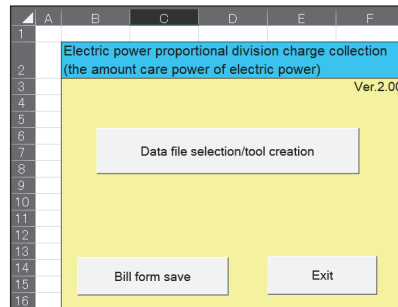 A B C D E F
1
Electric power proportional division charge collection
2 (the amount care power of electric power)
3 Ver.2.00
4
5
6
7 Data file selection/tool creation
8
9
10
11
12
13
14 Bill form save Exit
15
16